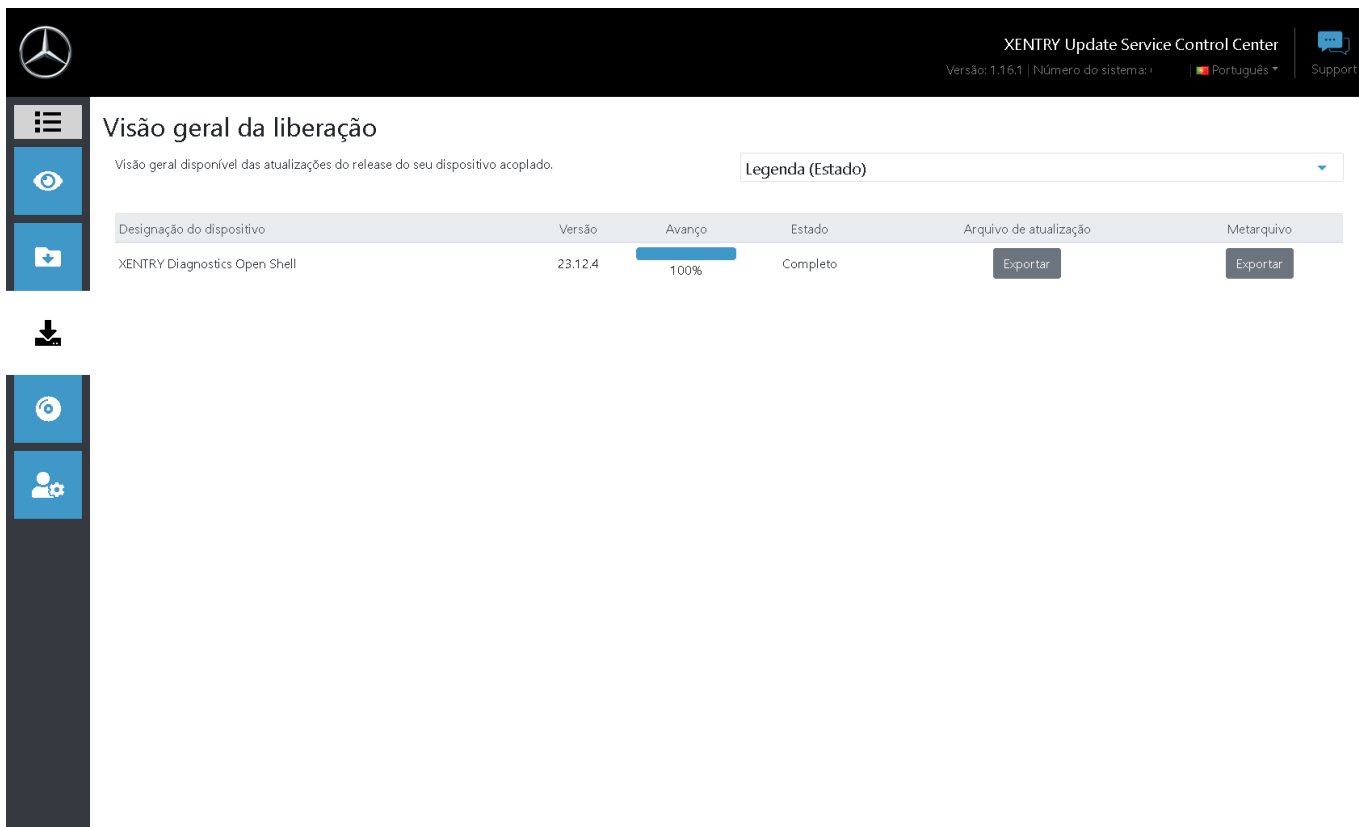 XENTRY Update Service Control Center
Versão: 1.16.1 | Número do sistema: | Português
Support
Visão geral da liberação
Visão geral disponível das atualizações do release do seu dispositivo acoplado.
Legenda (Estado)
Designação do dispositivo Versão Avanço Estado Arquivo de atualização Metarquivo
XENTRY Diagnostics Open Shell 23.12.4 100% Completo Exportar Exportar